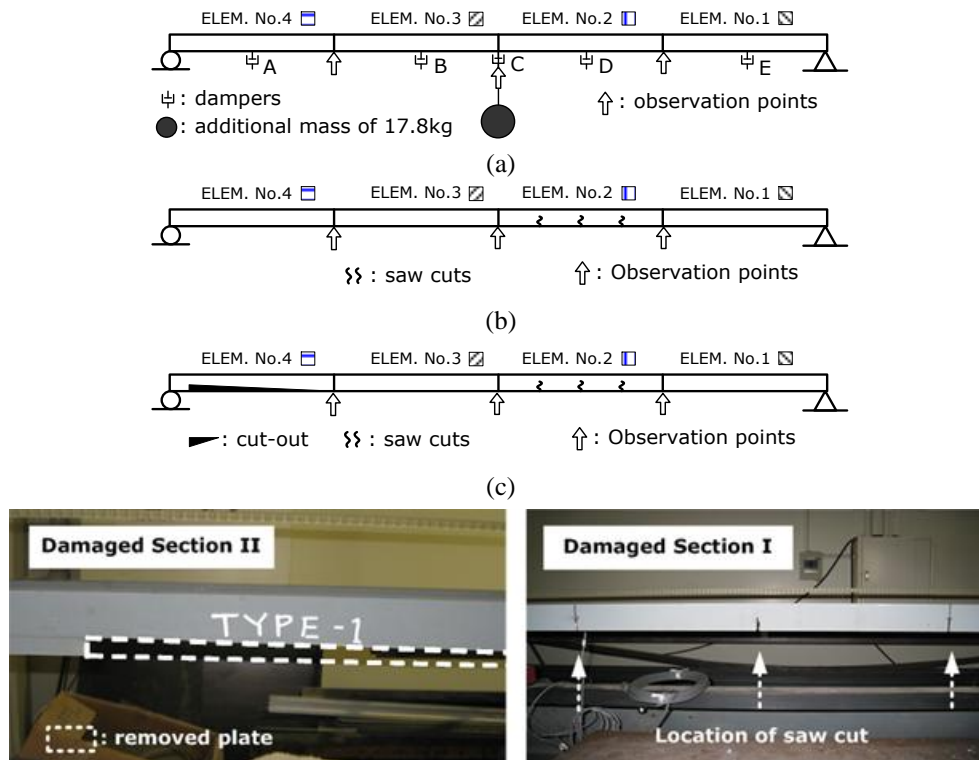 ELEM. No.4 ELEM. No.3 ELEM. No.2 ELEM. No.1
A B C D E
: dampers
: observation points
: additional mass of 17.8kg
(a)
ELEM. No.4 ELEM. No.3 ELEM. No.2 ELEM. No.1
: saw cuts : Observation points
(b)
ELEM. No.4 ELEM. No.3 ELEM. No.2 ELEM. No.1
: cut-out : saw cuts : Observation points
(c)
Damaged Section II
TYPE-1
: removed plate
Damaged Section I
Location of saw cut